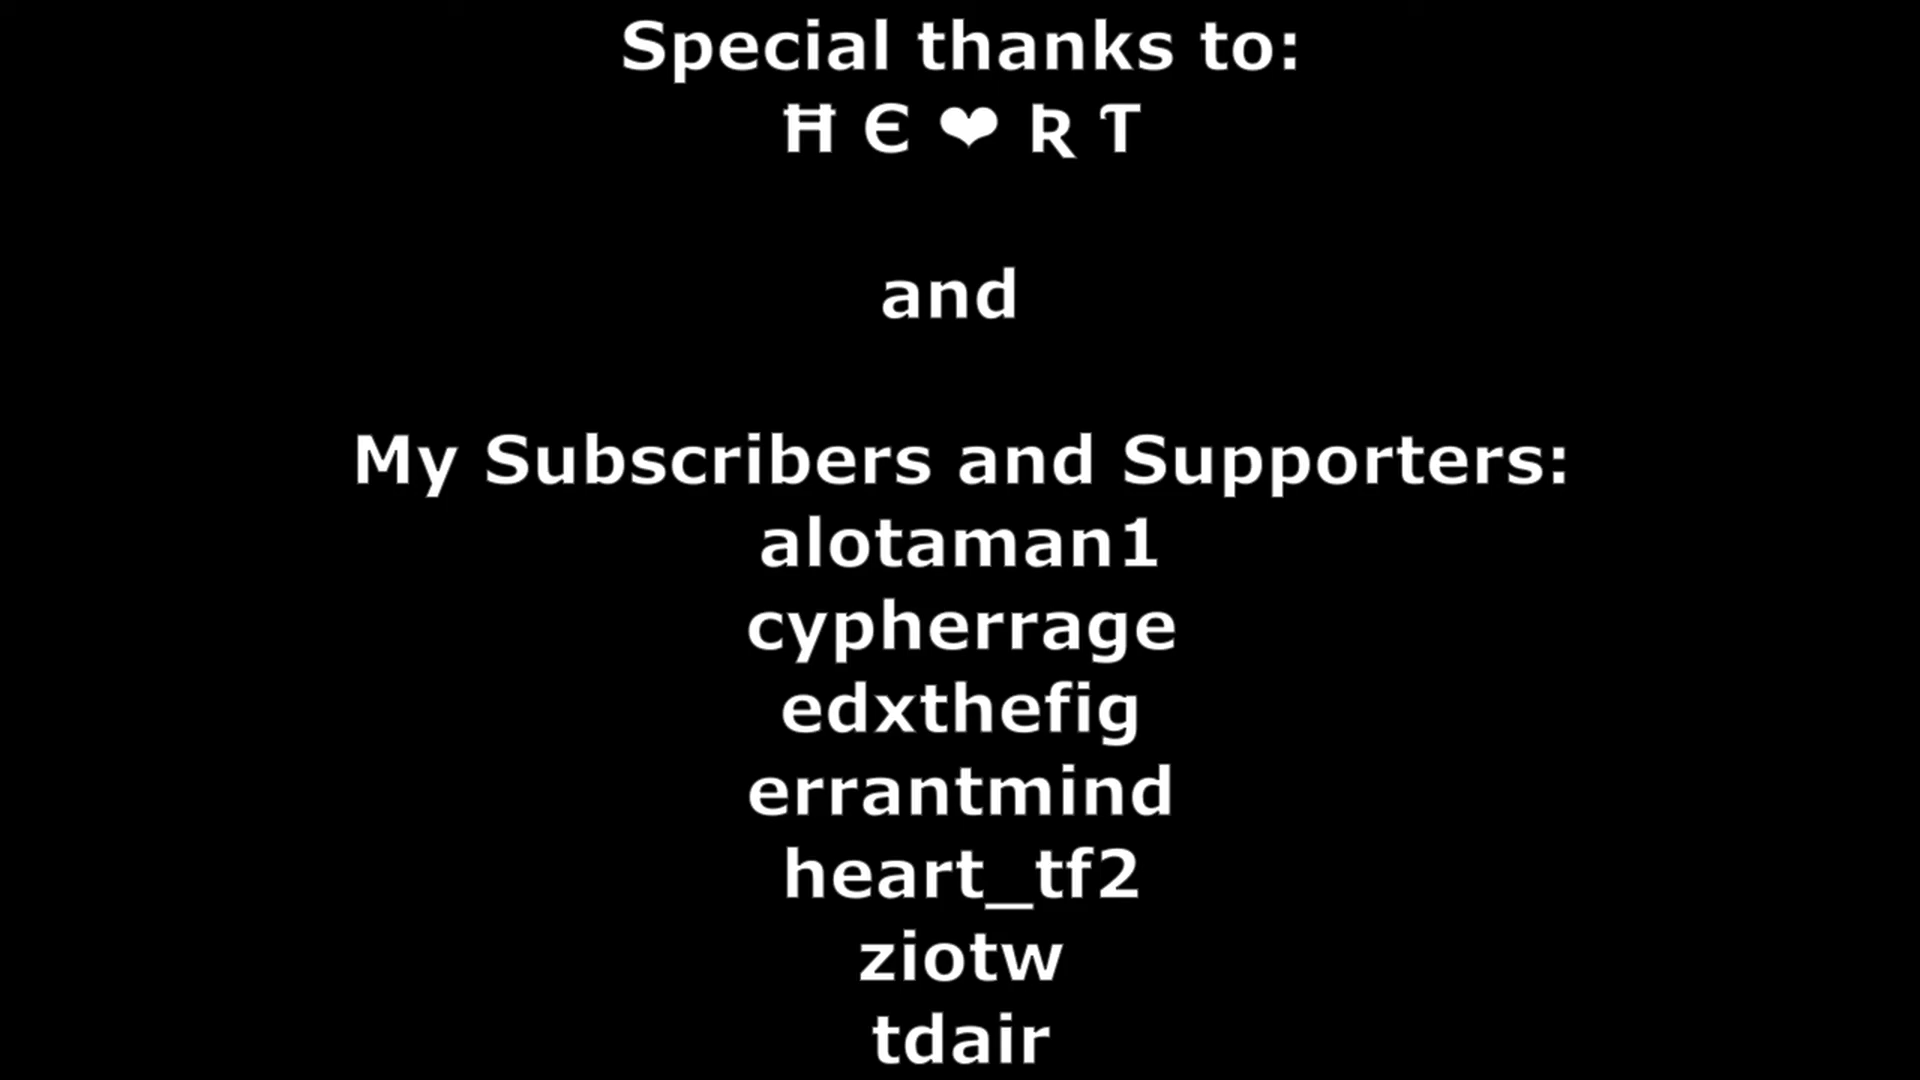 Special thanks to:
Ħ Є ❤ Ʀ Ƭ
and
My Subscribers and Supporters:
alotaman1
cypherrage
edxthefig
errantmind
heart_tf2
ziotw
tdair